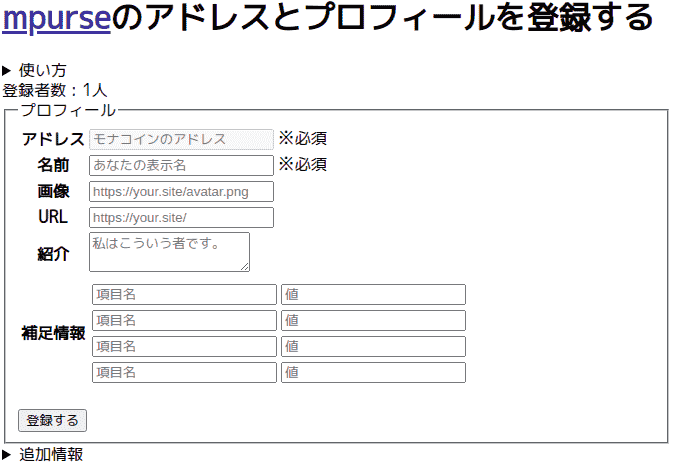 mpurseのアドレスとプロフィールを登録する
▶ 使い方
登録者数：1人
プロフィール
アドレス モナコインのアドレス ※必須
名前 あなたの表示名 ※必須
画像 https://your.site/avatar.png
URL https://your.site/
紹介 私はこういう者です。
項目名 値
項目名 値
補足情報
項目名 値
項目名 値
登録する
▶ 追加情報